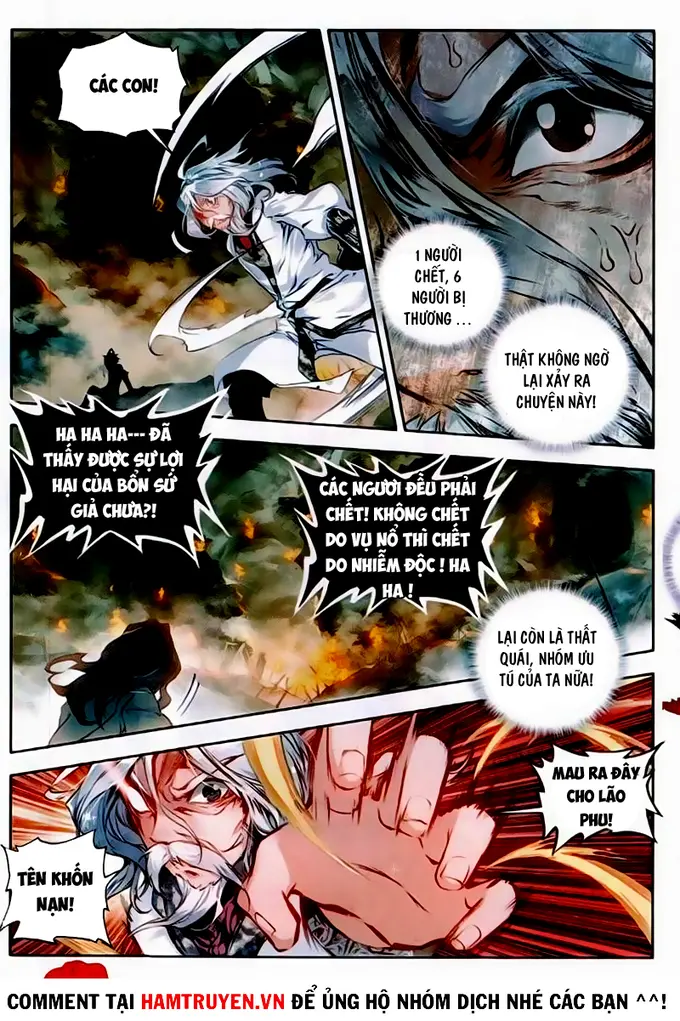 CÁC CON!
1 NGƯỜI
CHẾT, 6
NGƯỜI BỊ
THƯƠNG ...
THẬT KHÔNG NGỜ
LẠI XẢY RA
CHUYỆN NÀY!
HA HA HA--- ĐÃ
THẤY ĐƯỢC SỰ LỢI
HẠI CỦA BỔN SỨ
GIẢ CHƯA?!
CÁC NGƯƠI ĐỀU PHẢI
CHẾT! KHÔNG CHẾT
DO VỤ NỔ THÌ CHẾT
DO NHIỄM ĐỘC ! HA
HA !
LẠI CÒN LÀ THẤT
QUÁI, NHÓM ƯU
TÚ CỦA TA NỮA!
MAU RA ĐÂY
CHO LÃO
PHU!
TÊN KHỐN
NẠN!
COMMENT TẠI HAMTRUYEN.VN ĐỂ ỦNG HỘ NHÓM DỊCH NHÉ CÁC BẠN ^^!